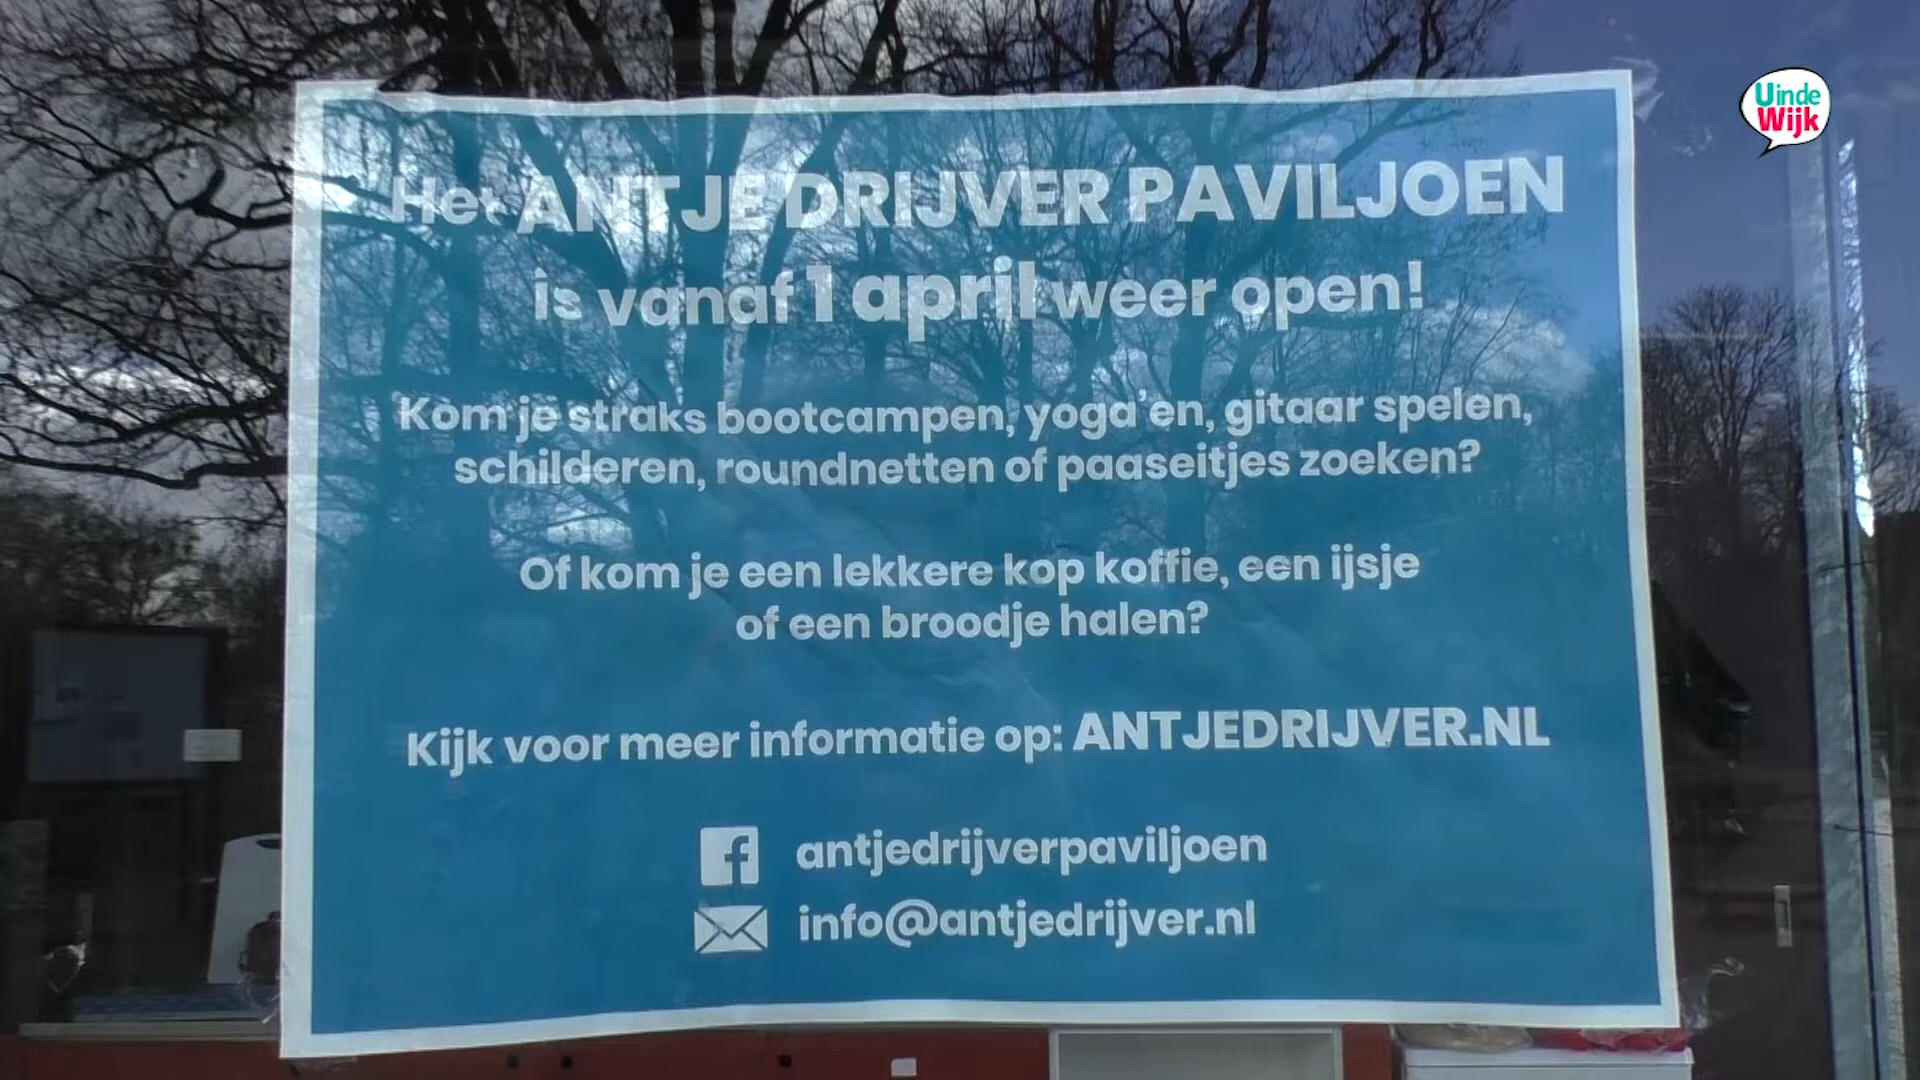 Uinde
Wijk
Het ANTJE DRIJVER PAVILJOEN
is vanaf 1 april weer open!
Kom je straks bootcampen, yoga'en, gitaar spelen,
schilderen, roundnetten of paaseitjes zoeken?
Of kom je een lekkere kop koffie, een ijsje
of een broodje halen?
Kijk voor meer informatie op: ANTJEDRIJVER.NL
antjedrijverpaviljoen
info@antjedrijver.nl